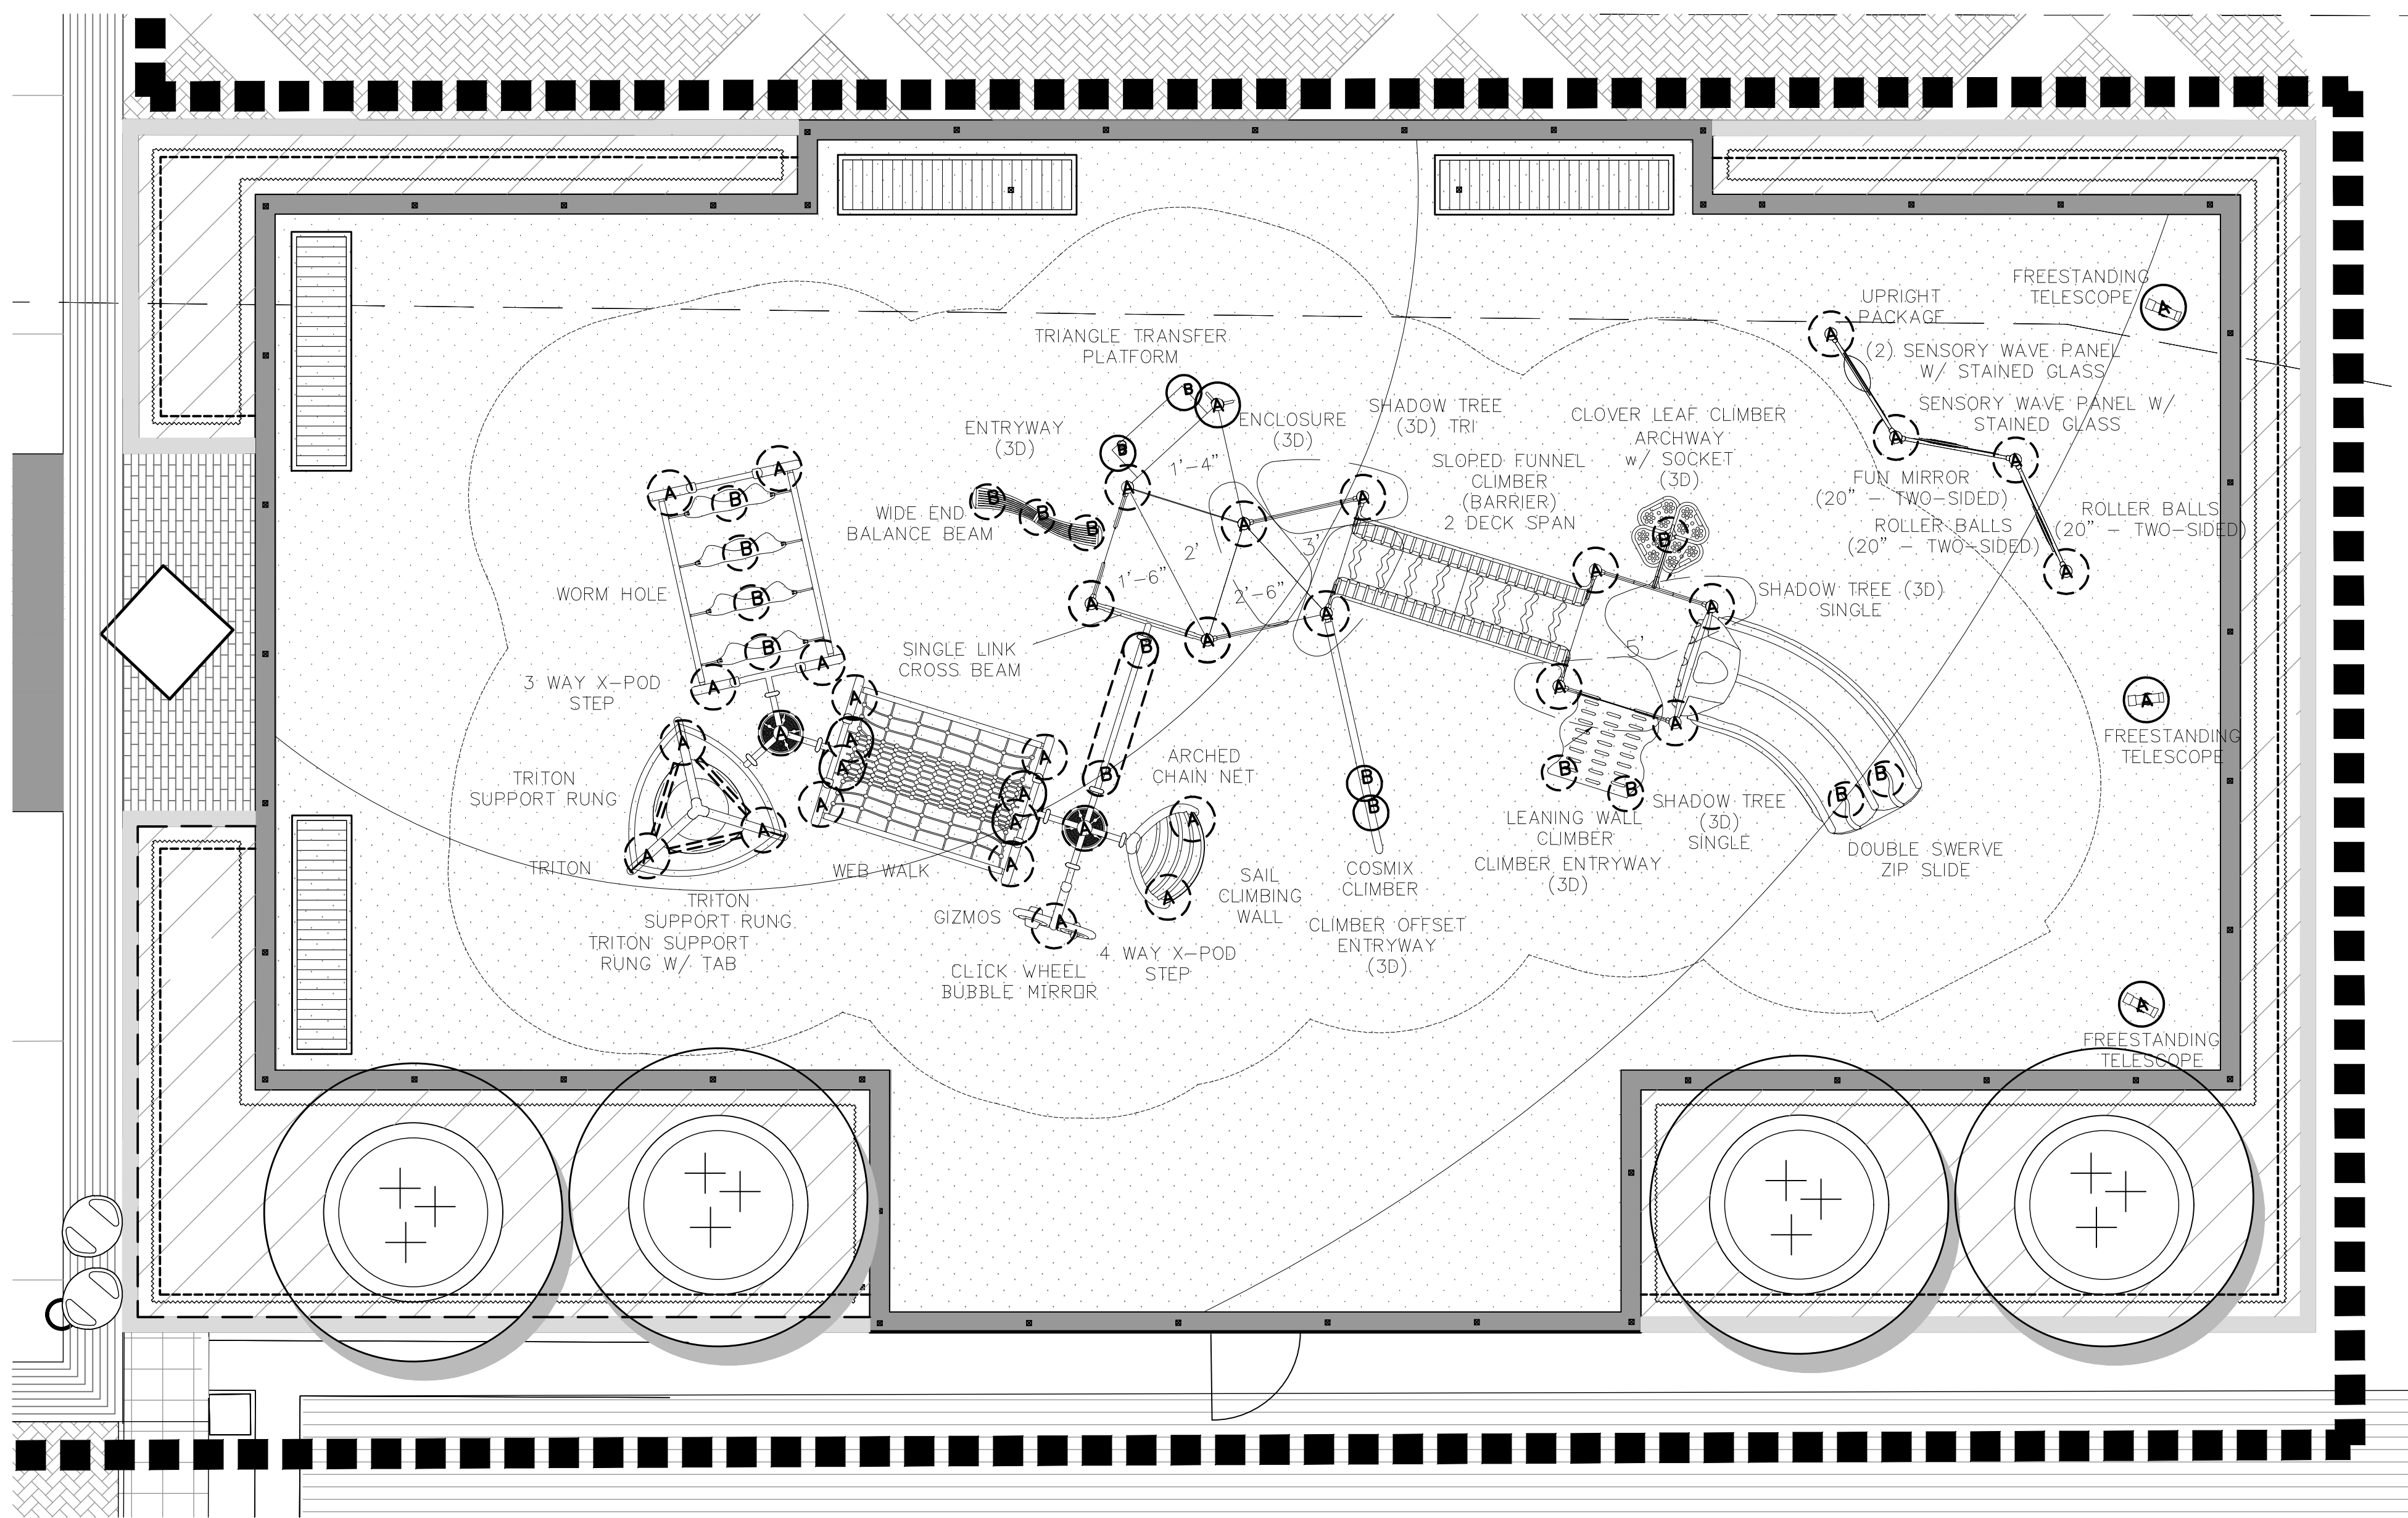 FREESTANDING
TELESCOPE
A
UPRIGHT
PACKAGE
A
(2) SENSORY WAVE PANEL
W/ STAINED GLASS
SENSORY WAVE PANEL W/
STAINED GLASS
A
A
FUN MIRROR
(20" - TWO-SIDED)
ROLLER BALLS
(20" - TWO-SIDED)
ROLLER BALLS
(20" - TWO-SIDED)
A
TRIANGLE TRANSFER
PLATFORM
B
A
ENTRYWAY
(3D)
ENCLOSURE
(3D)
SHADOW TREE
(3D) TRI
CLOVER LEAF CLIMBER
ARCHWAY
w/ SOCKET
(3D)
SLOPED FUNNEL
CLIMBER
(BARRIER)
2 DECK SPAN
B
1'-4"
A
A
A
B
B
B
WIDE END
BALANCE BEAM
2'
3'
1'-6"
2'-6"
A
A
A
B
A
A
SHADOW TREE (3D)
SINGLE
5'
A
A
A
A
B
B
B
B
WORM HOLE
A
A
SINGLE LINK
CROSS BEAM
B
3 WAY X-POD
STEP
A
A
A
A
A
A
A
A
A
A
A
A
A
B
ARCHED
CHAIN NET
A
A
A
TRITON
SUPPORT RUNG
TRITON
WEB WALK
TRITON
SUPPORT RUNG
TRITON SUPPORT
RUNG W/ TAB
GIZMOS
A
CLICK WHEEL
BUBBLE MIRROR
4 WAY X-POD
STEP
SAIL
CLIMBING
WALL
B
B
COSMIX
CLIMBER
CLIMBER OFFSET
ENTRYWAY
(3D)
B
B
LEANING WALL
CLIMBER
CLIMBER ENTRYWAY
(3D)
SHADOW TREE
(3D)
SINGLE
B
B
DOUBLE SWERVE
ZIP SLIDE
A
FREESTANDING
TELESCOPE
A
FREESTANDING
TELESCOPE